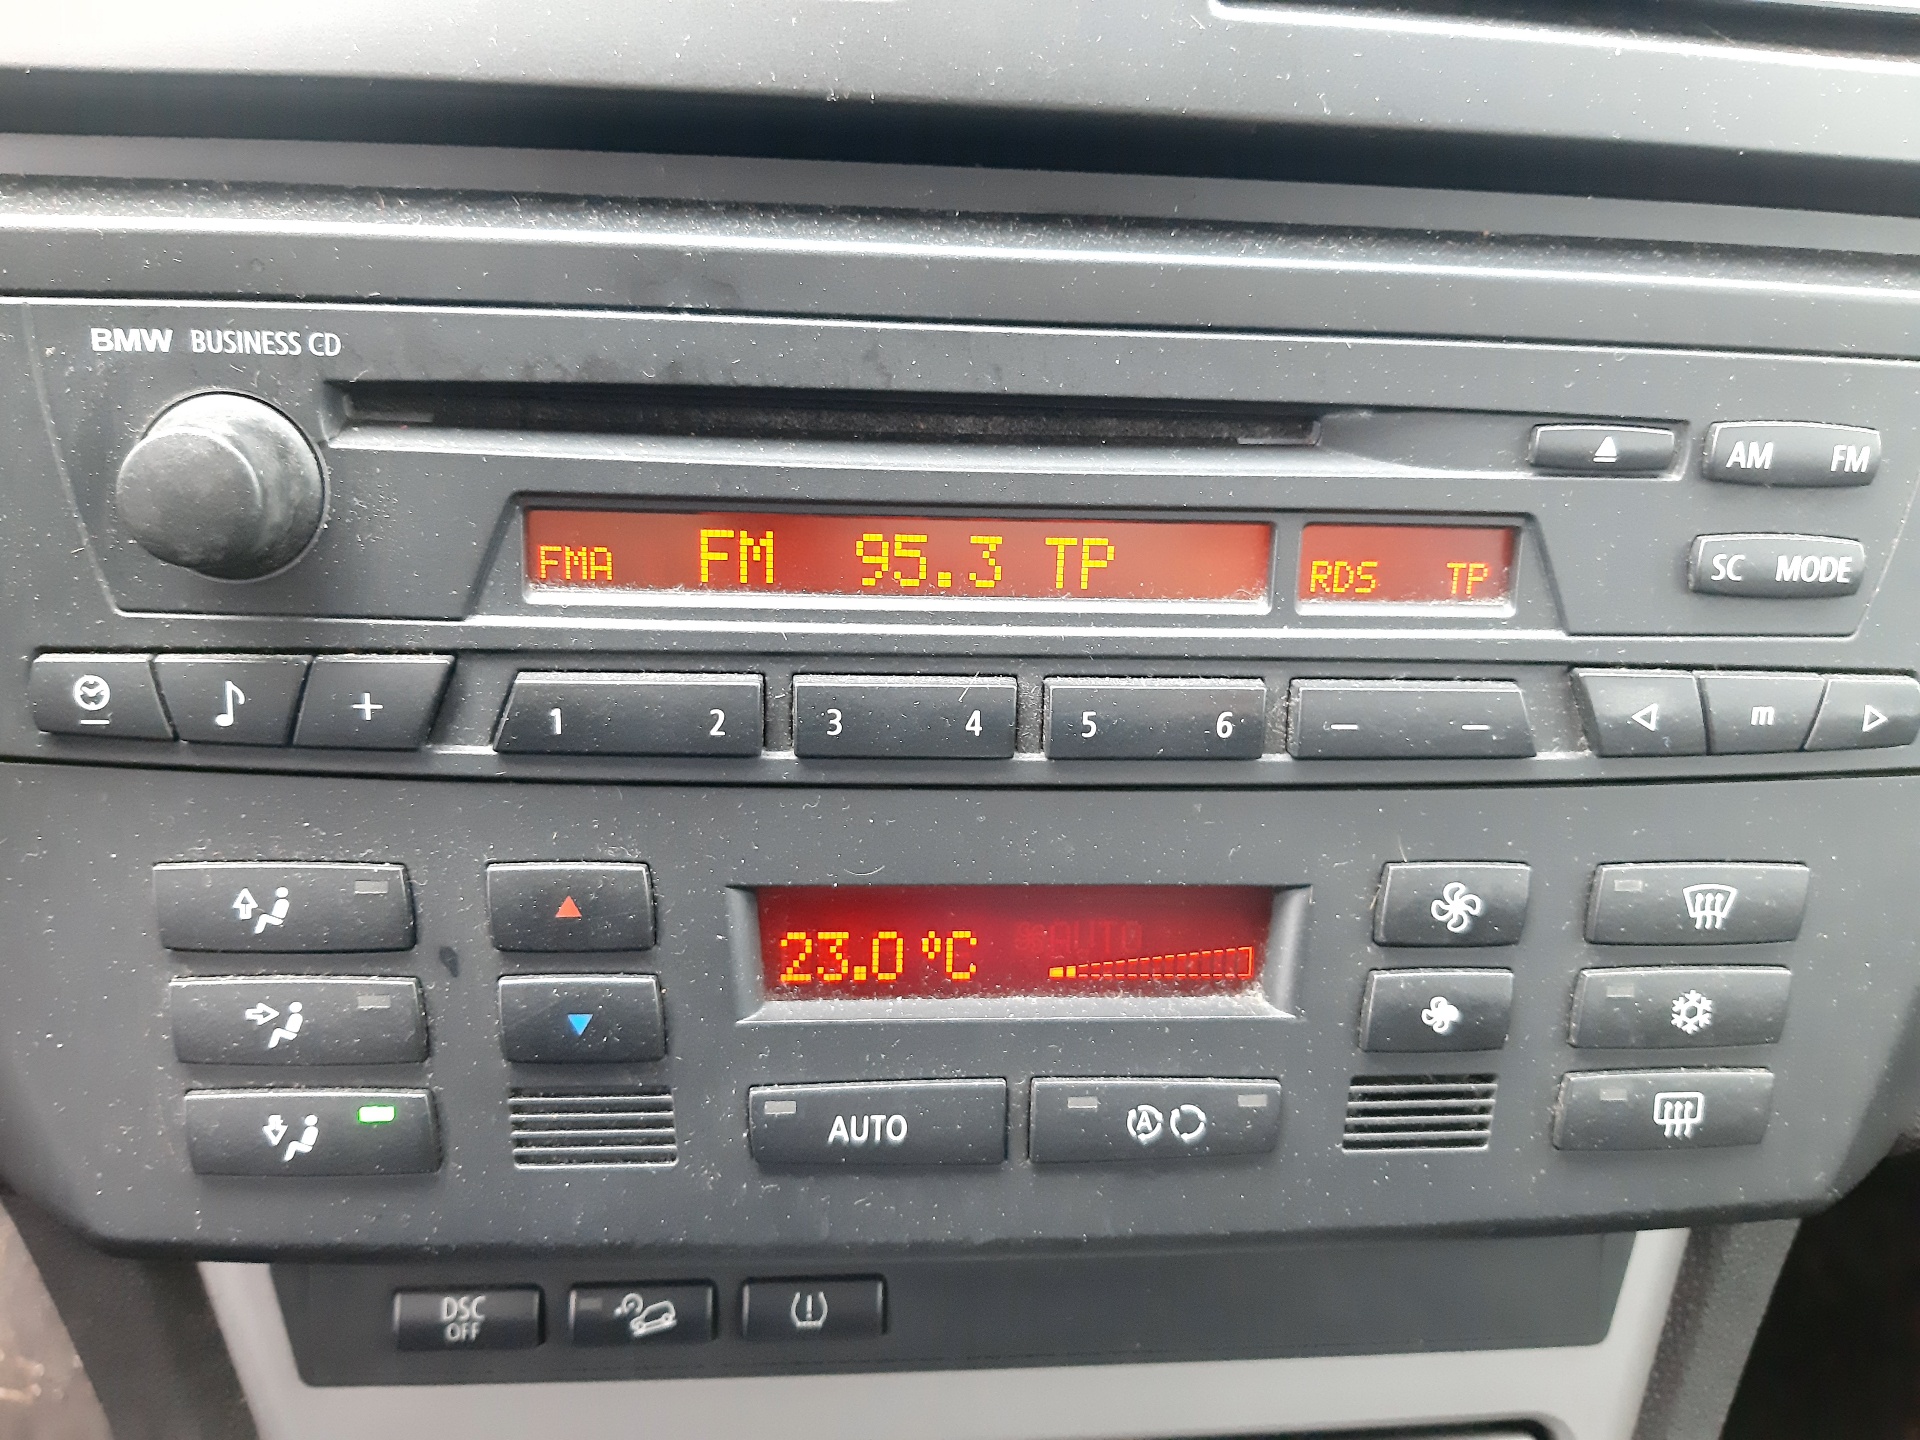 BMW BUSINESS CD
AM FM
FMA FM 95.3 TP RDS TP
SC MODE
+ 1 2 3 4 5 6 — — m
23.0 °C AUTO
AUTO A
DSC
OFF